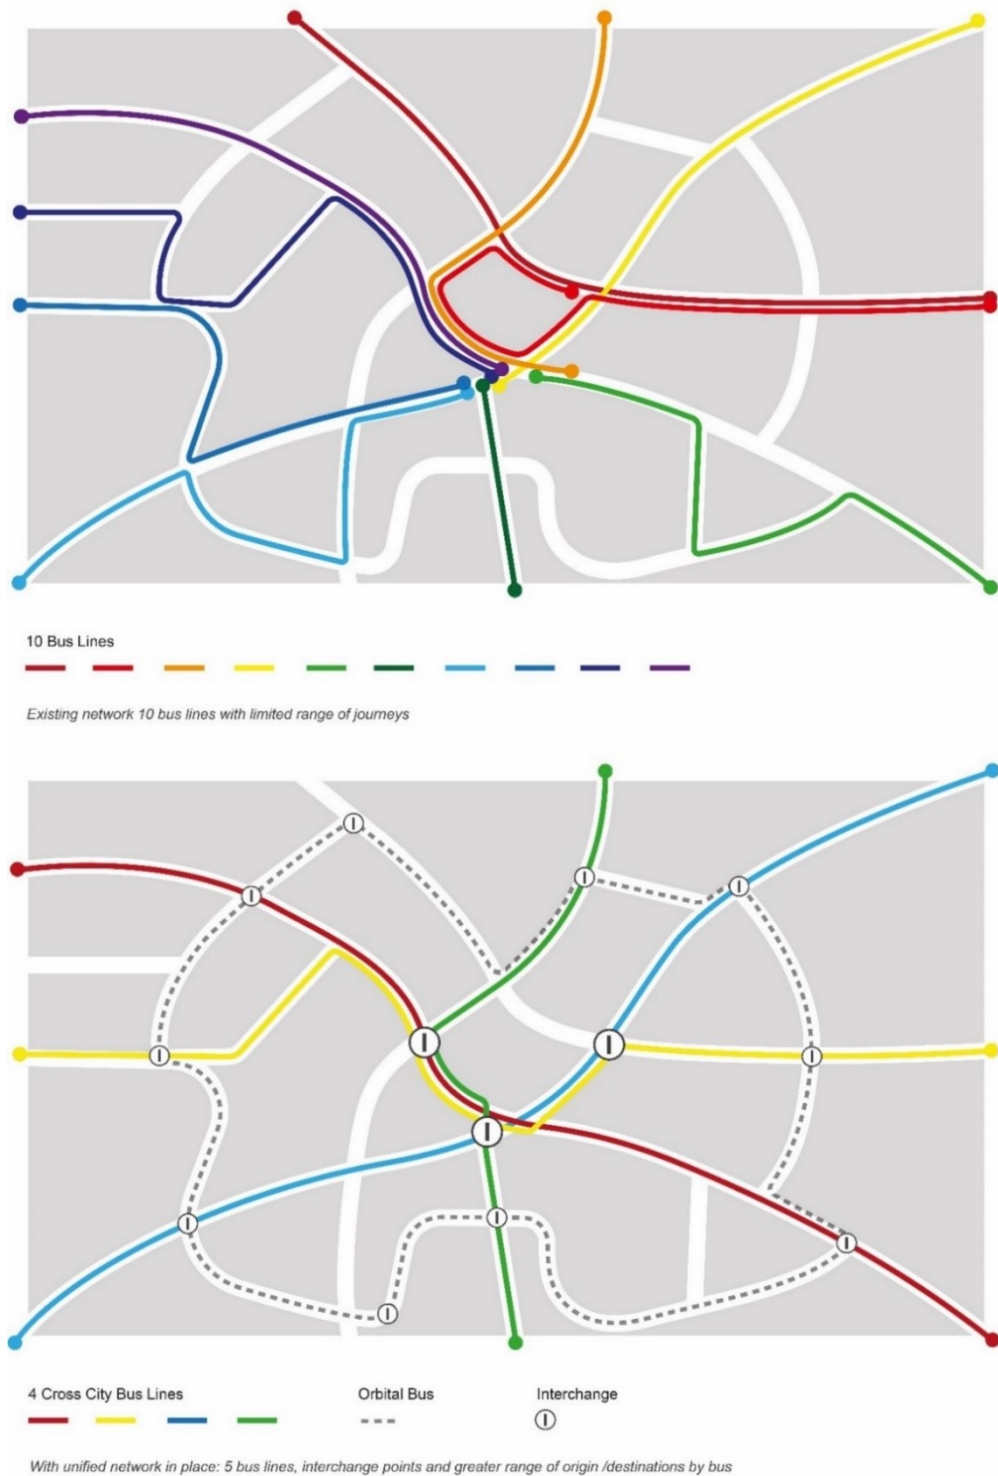 10 Bus Lines
Existing network 10 bus lines with limited range of journeys
4 Cross City Bus Lines Orbital Bus Interchange
With unified network in place: 5 bus lines, interchange points and greater range of origin /destinations by bus